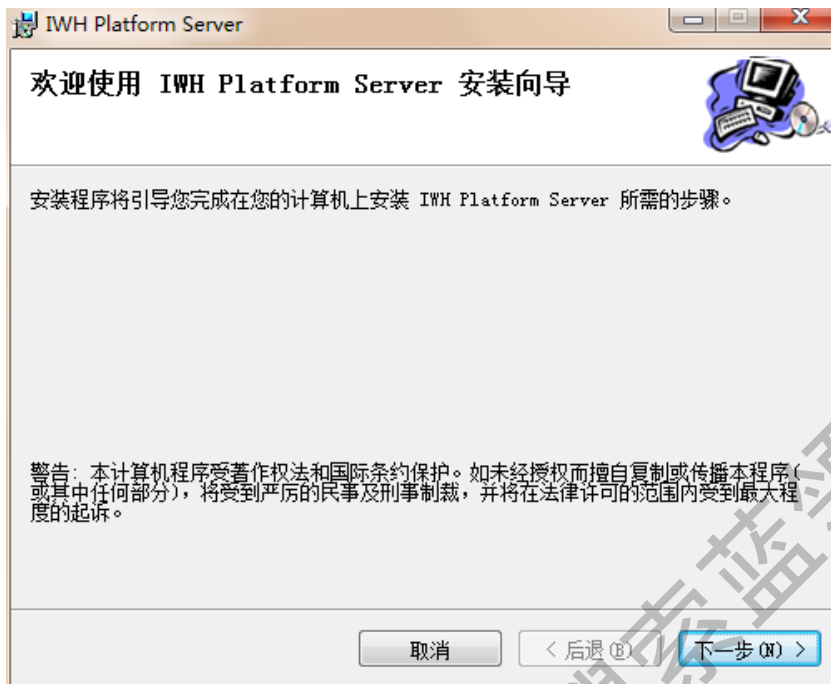 IWH Platform Server
欢迎使用 IWH Platform Server 安装向导
安装程序将引导您完成在您的计算机上安装 IWH Platform Server 所需的步骤。
警告: 本计算机程序受著作权法和国际条约保护。如未经授权而擅自复制或传播本程序(
或其中任何部分), 将受到严厉的民事及刑事制裁, 并将在法律许可的范围内受到最大程
度的起诉。
取消
< 后退(B)
下一步(N) >
索蓝